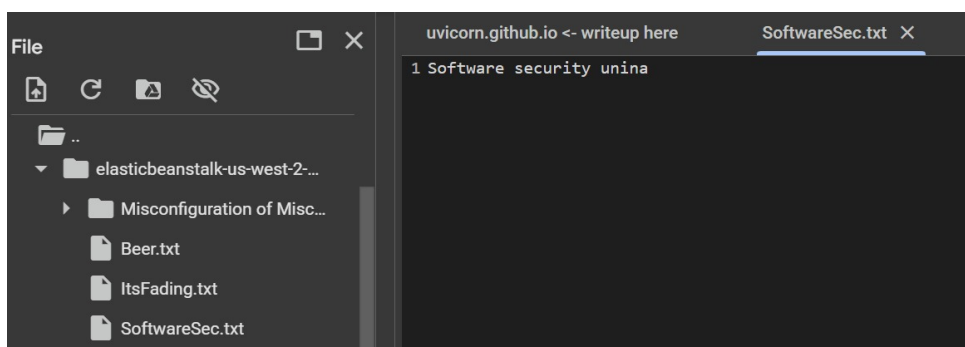 File
..
elasticbeanstalk-us-west-2-...
Misconfiguration of Misc...
Beer.txt
ItsFading.txt
SoftwareSec.txt
uvicorn.github.io <- writeup here
SoftwareSec.txt
1 Software security unina